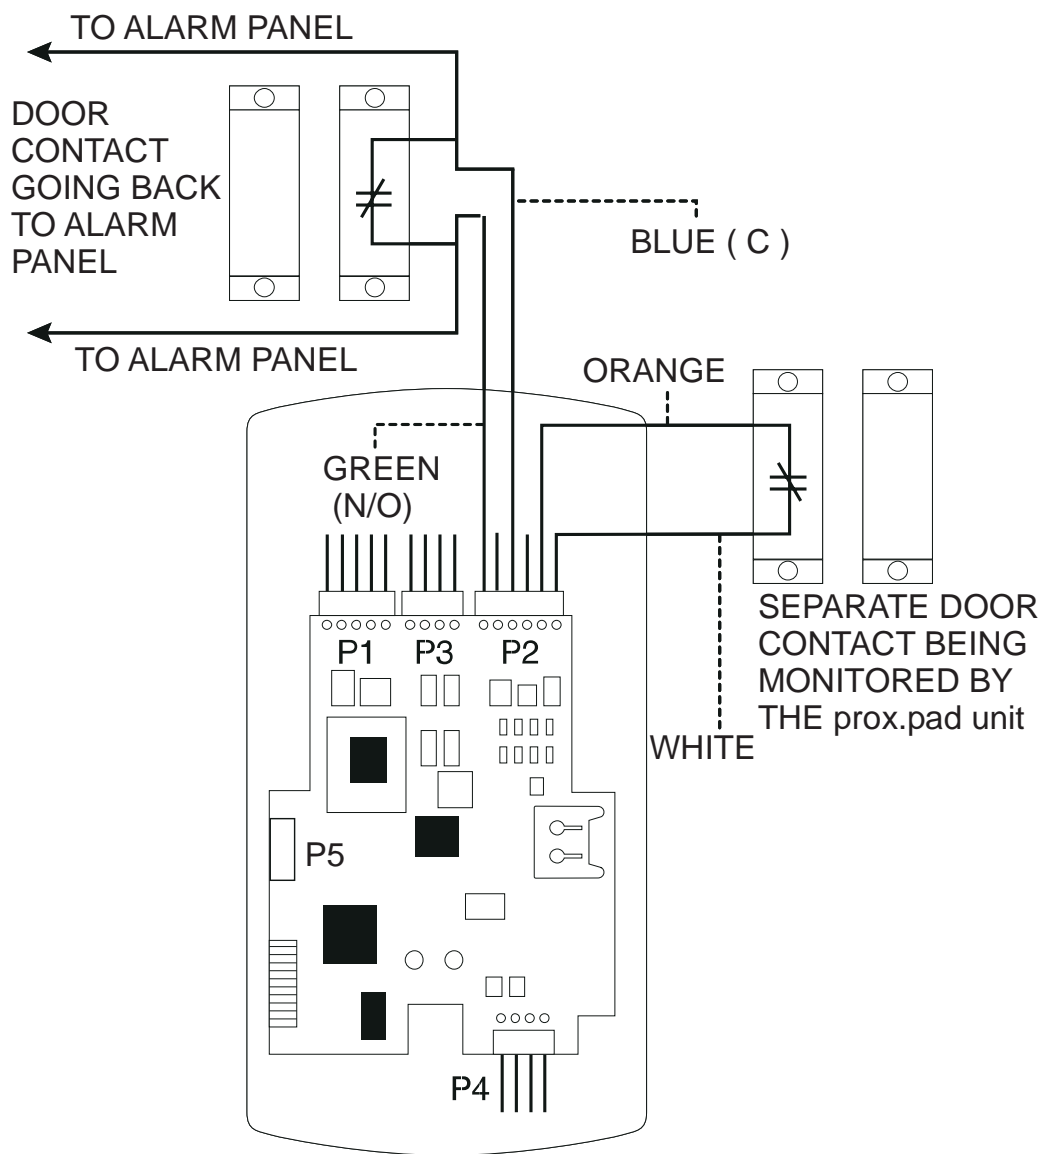 TO ALARM PANEL
DOOR
CONTACT
GOING BACK
TO ALARM
PANEL
BLUE ( C )
TO ALARM PANEL
ORANGE
GREEN
(N/O)
SEPARATE DOOR
CONTACT BEING
MONITORED BY
THE prox.pad unit
P1
P3
P2
WHITE
P5
P4